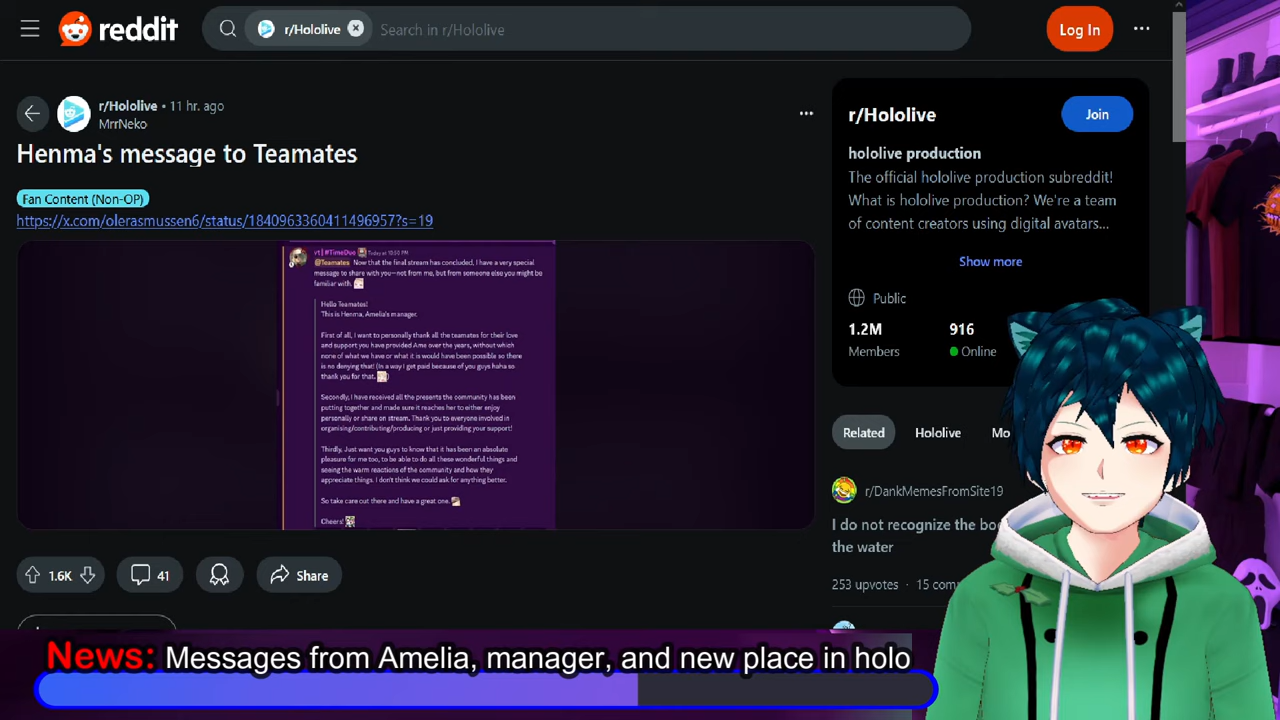 reddit
r/Hololive
Search in r/Hololive
Log In
r/Hololive • 11 hr. ago
MrrNeko
Henma's message to Teamates
Fan Content (Non-OP)
https://x.com/olerasmussen6/status/1840963360411496957?s=19
vt | #TimeDuo Today at 10:00 PM
@Teamates Now that the final stream has concluded, I have a very special
message to share with you—not from me, but from someone else you might be
familiar with.
Hello Teamates!
This is Henma, Amelia's manager.
First of all, I want to personally thank all the teamates for their love
and support you have provided Ame over the years, without which
none of what we have or what it is would have been possible so there
is no denying that! (In a way I get paid because of you guys haha so
thank you for that. )
Secondly, I have received all the presents the community has been
putting together and made sure it reaches her to either enjoy
personally or share on stream. Thank you to everyone involved in
organising/contributing/producing or just providing your support!
Thirdly, Just want you guys to know that it has been an absolute
pleasure for me too, to be able to do all these wonderful things and
seeing the warm reactions of the community and how they
appreciate things. I don't think we could ask for anything better.
So take care out there and have a great one.
Cheers!
1.6K
41
Share
r/Hololive
Join
hololive production
The official hololive production subreddit!
What is hololive production? We're a team
of content creators using digital avatars...
Show more
Public
1.2M 916
Members Online
Related Hololive Mo
r/DankMemesFromSite19
I do not recognize the bo
the water
253 upvotes • 15 com
News: Messages from Amelia, manager, and new place in holo